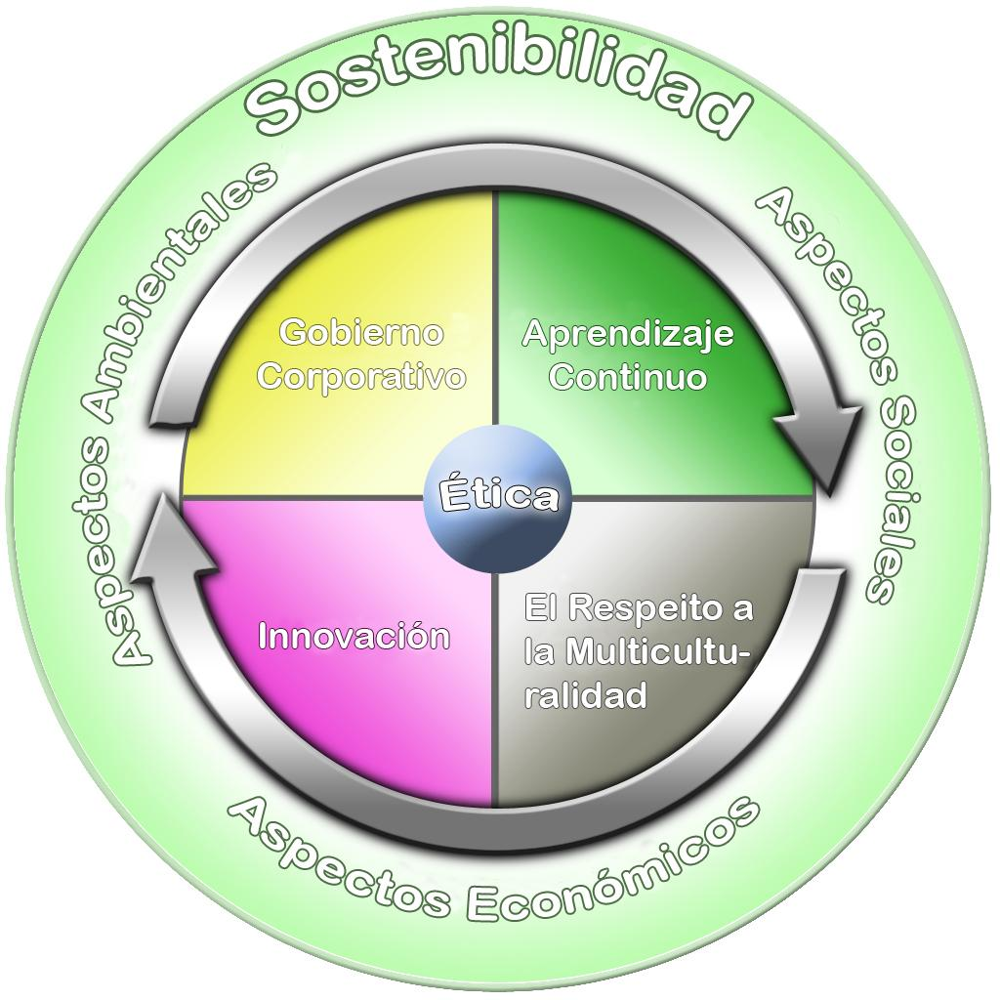 Sostenibilidad
Aspectos Ambientales
Aspectos Sociales
Gobierno
Corporativo
Aprendizaje
Continuo
Ética
Innovación
El Respeito a
la Multicultu-
ralidad
Aspectos Económicos